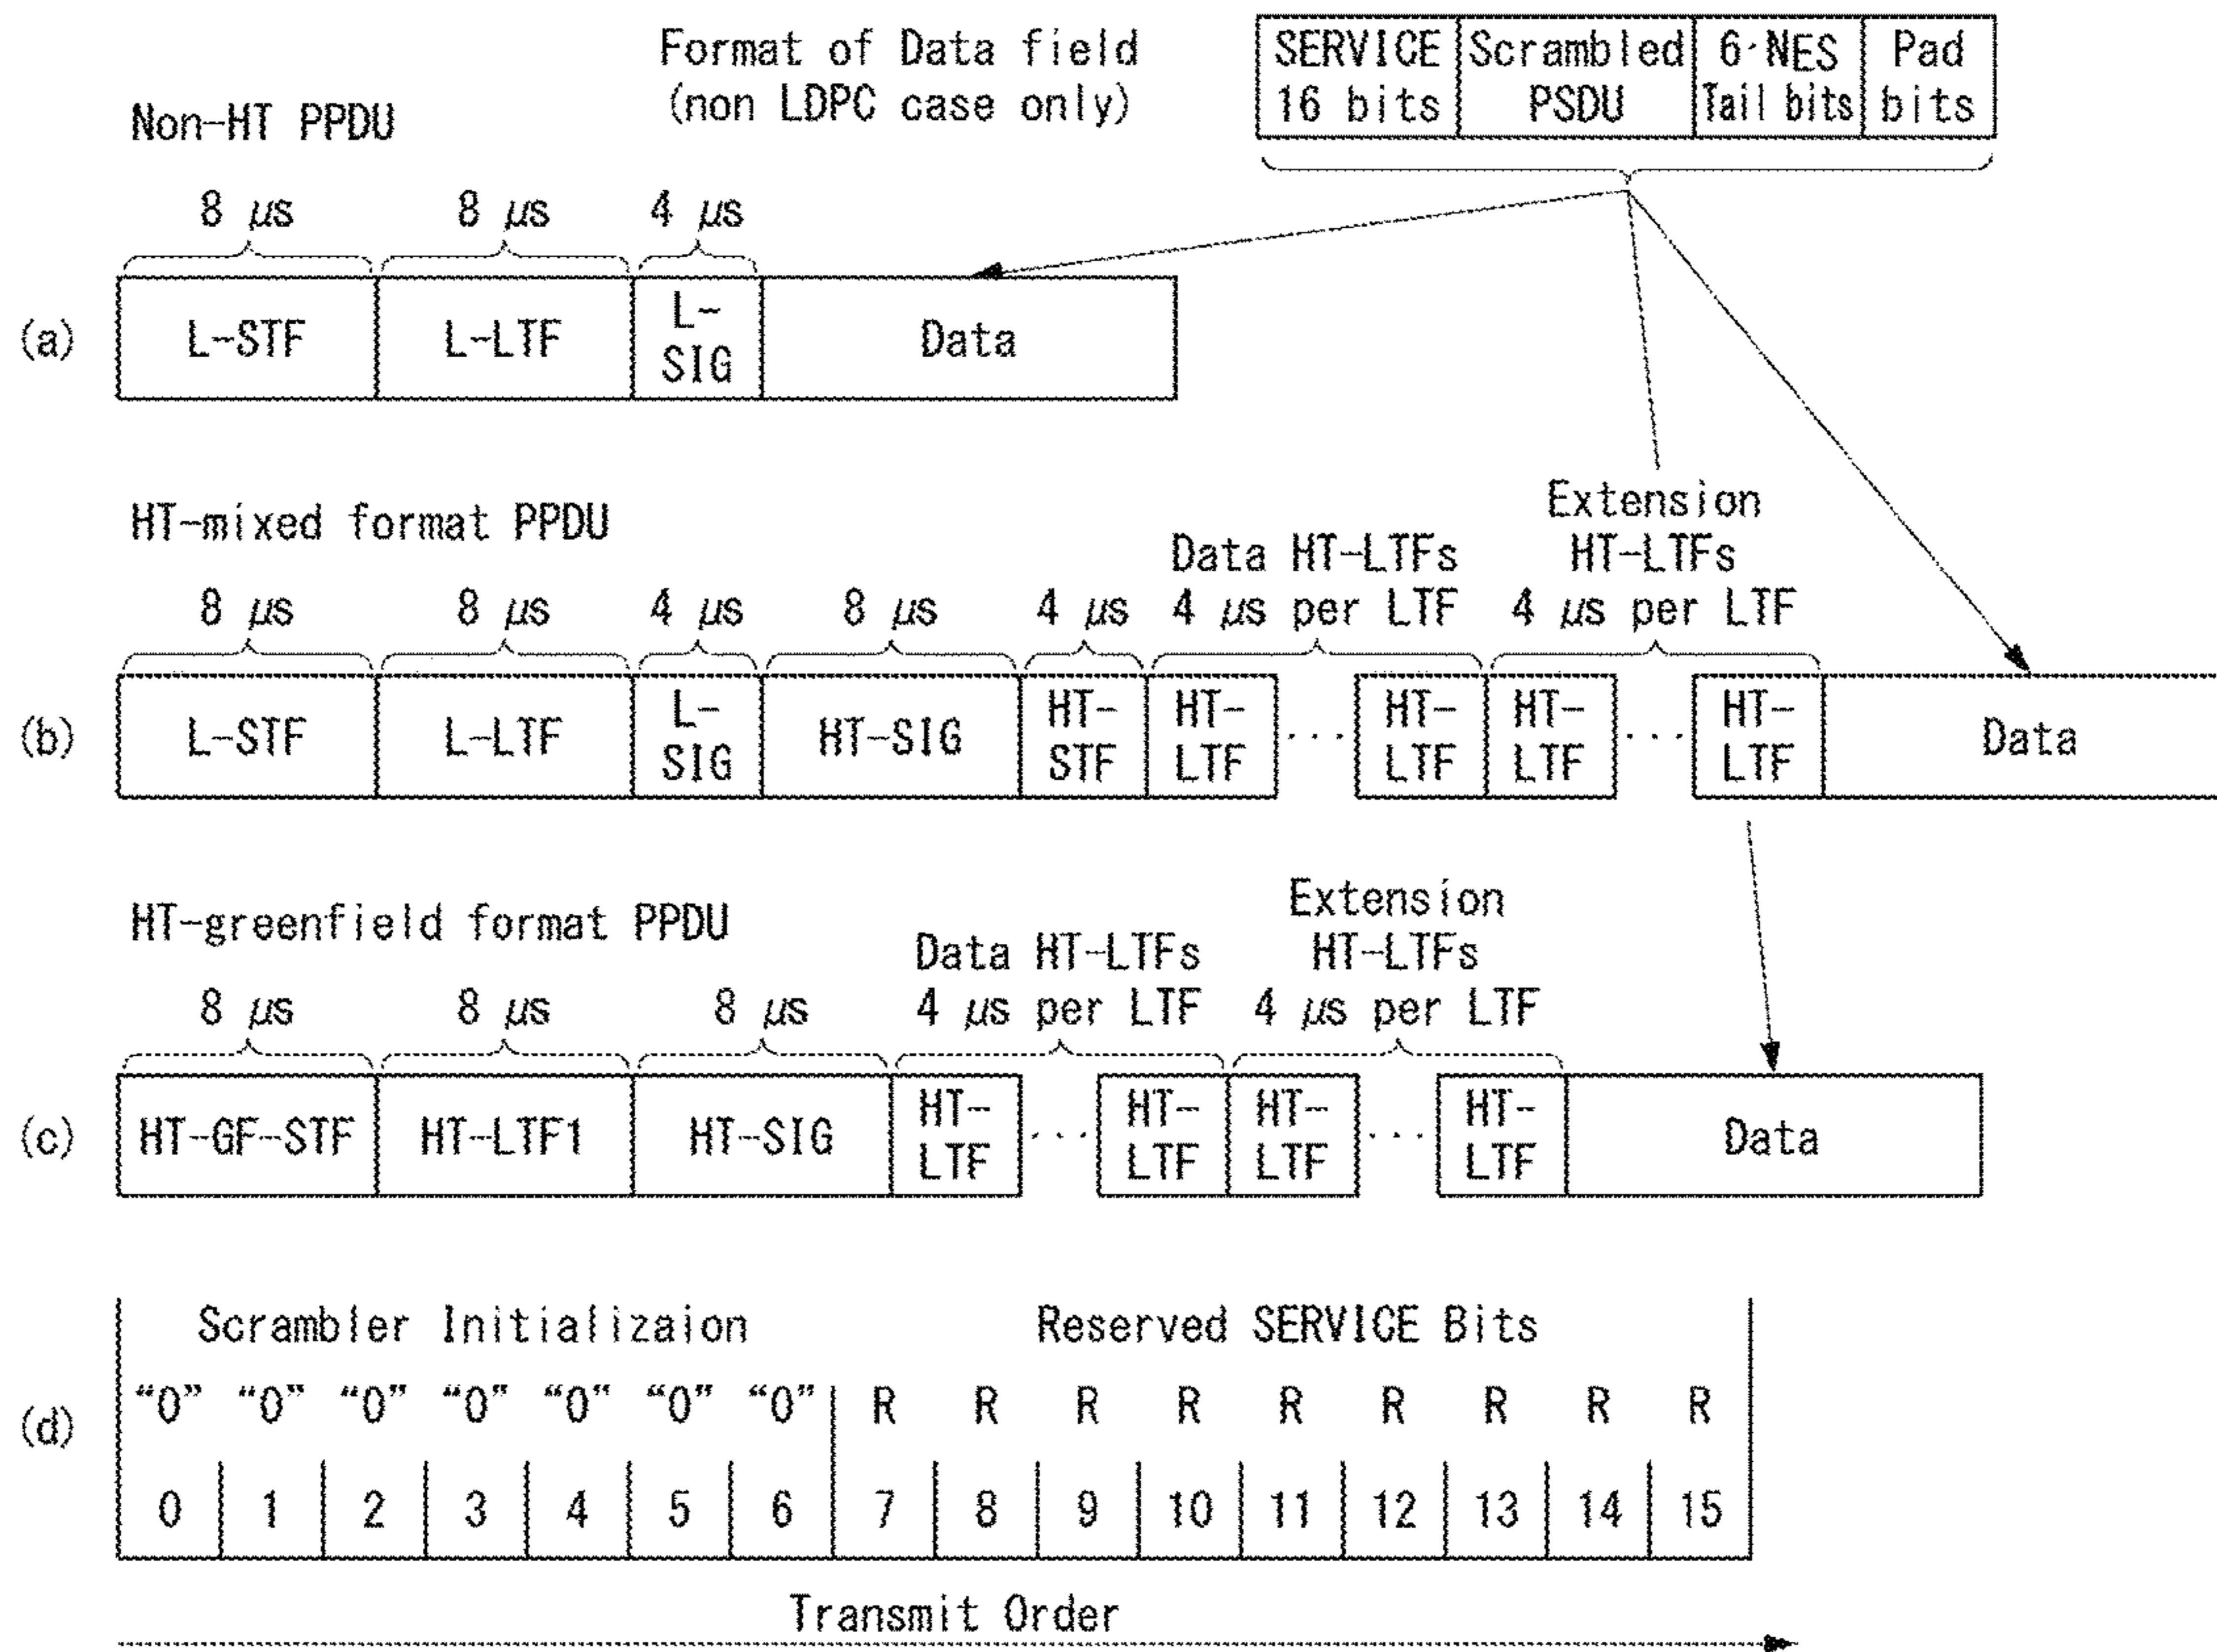 Format of Data field
(non LDPC case only)
SERVICE
16 bits
Scrambled
PSDU
6·NES
Tail bits
Pad
bits
Non-HT PPDU
8 μs 8 μs 4 μs
(a)
L-STF
L-LTF
L-
SIG
Data
HT-mixed format PPDU
Extension
Data HT-LTFs HT-LTFs
8 μs 8 μs 4 μs 8 μs 4 μs 4 μs per LTF 4 μs per LTF
(b)
L-STF
L-LTF
L-
SIG
HT-SIG
HT-
STF
HT-
LTF
...
HT-
LTF
HT-
LTF
...
HT-
LTF
Data
HT-greenfield format PPDU
Extension
Data HT-LTFs HT-LTFs
8 μs 8 μs 8 μs 4 μs per LTF 4 μs per LTF
(c)
HT-GF-STF
HT-LTF1
HT-SIG
HT-
LTF
...
HT-
LTF
HT-
LTF
...
HT-
LTF
Data
Scrambler Initializaion Reserved SERVICE Bits
(d)
“0” “0” “0” “0” “0” “0” “0” R R R R R R R R R
0 1 2 3 4 5 6 7 8 9 10 11 12 13 14 15
Transmit Order